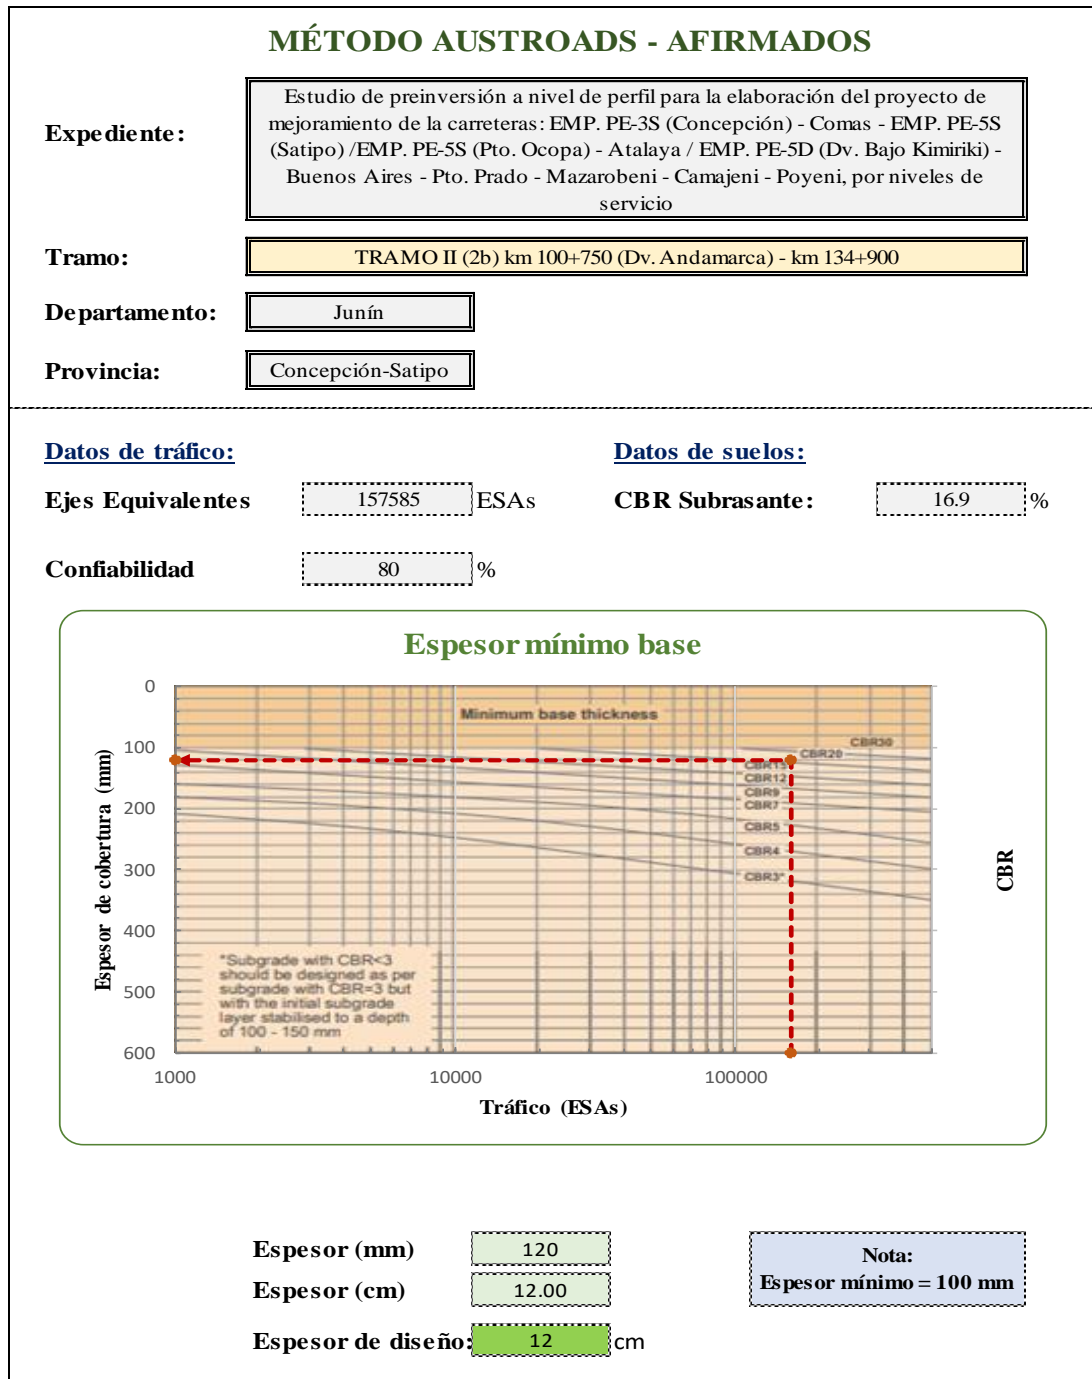 MÉTODO AUSTROADS - AFIRMADOS
Expediente:
Estudio de preinversión a nivel de perfil para la elaboración del proyecto de
mejoramiento de la carreteras: EMP. PE-3S (Concepción) - Comas - EMP. PE-5S
(Satipo) /EMP. PE-5S (Pto. Ocopa) - Atalaya / EMP. PE-5D (Dv. Bajo Kimiriki) -
Buenos Aires - Pto. Prado - Mazarobeni - Camajeni - Poyeni, por niveles de
servicio
Tramo:
TRAMO II (2b) km 100+750 (Dv. Andamarca) - km 134+900
Departamento:
Junín
Provincia:
Concepción-Satipo
Datos de tráfico:
Datos de suelos:
Ejes Equivalentes
157585 ESAs
CBR Subrasante:
16.9 %
Confiabilidad
80 %
Espesor mínimo base
Espesor de cobertura (mm)
0
100
200
300
400
500
600
Minimum base thickness
CBR30
CBR20
CBR15
CBR12
CBR9
CBR7
CBR5
CBR4
CBR3*
*Subgrade with CBR<3
should be designed as per
subgrade with CBR=3 but
with the initial subgrade
layer stabilised to a depth
of 100 - 150 mm
CBR
1000
10000
100000
Tráfico (ESAs)
Espesor (mm)
120
Espesor (cm)
12.00
Espesor de diseño:
12 cm
Nota:
Espesor mínimo = 100 mm